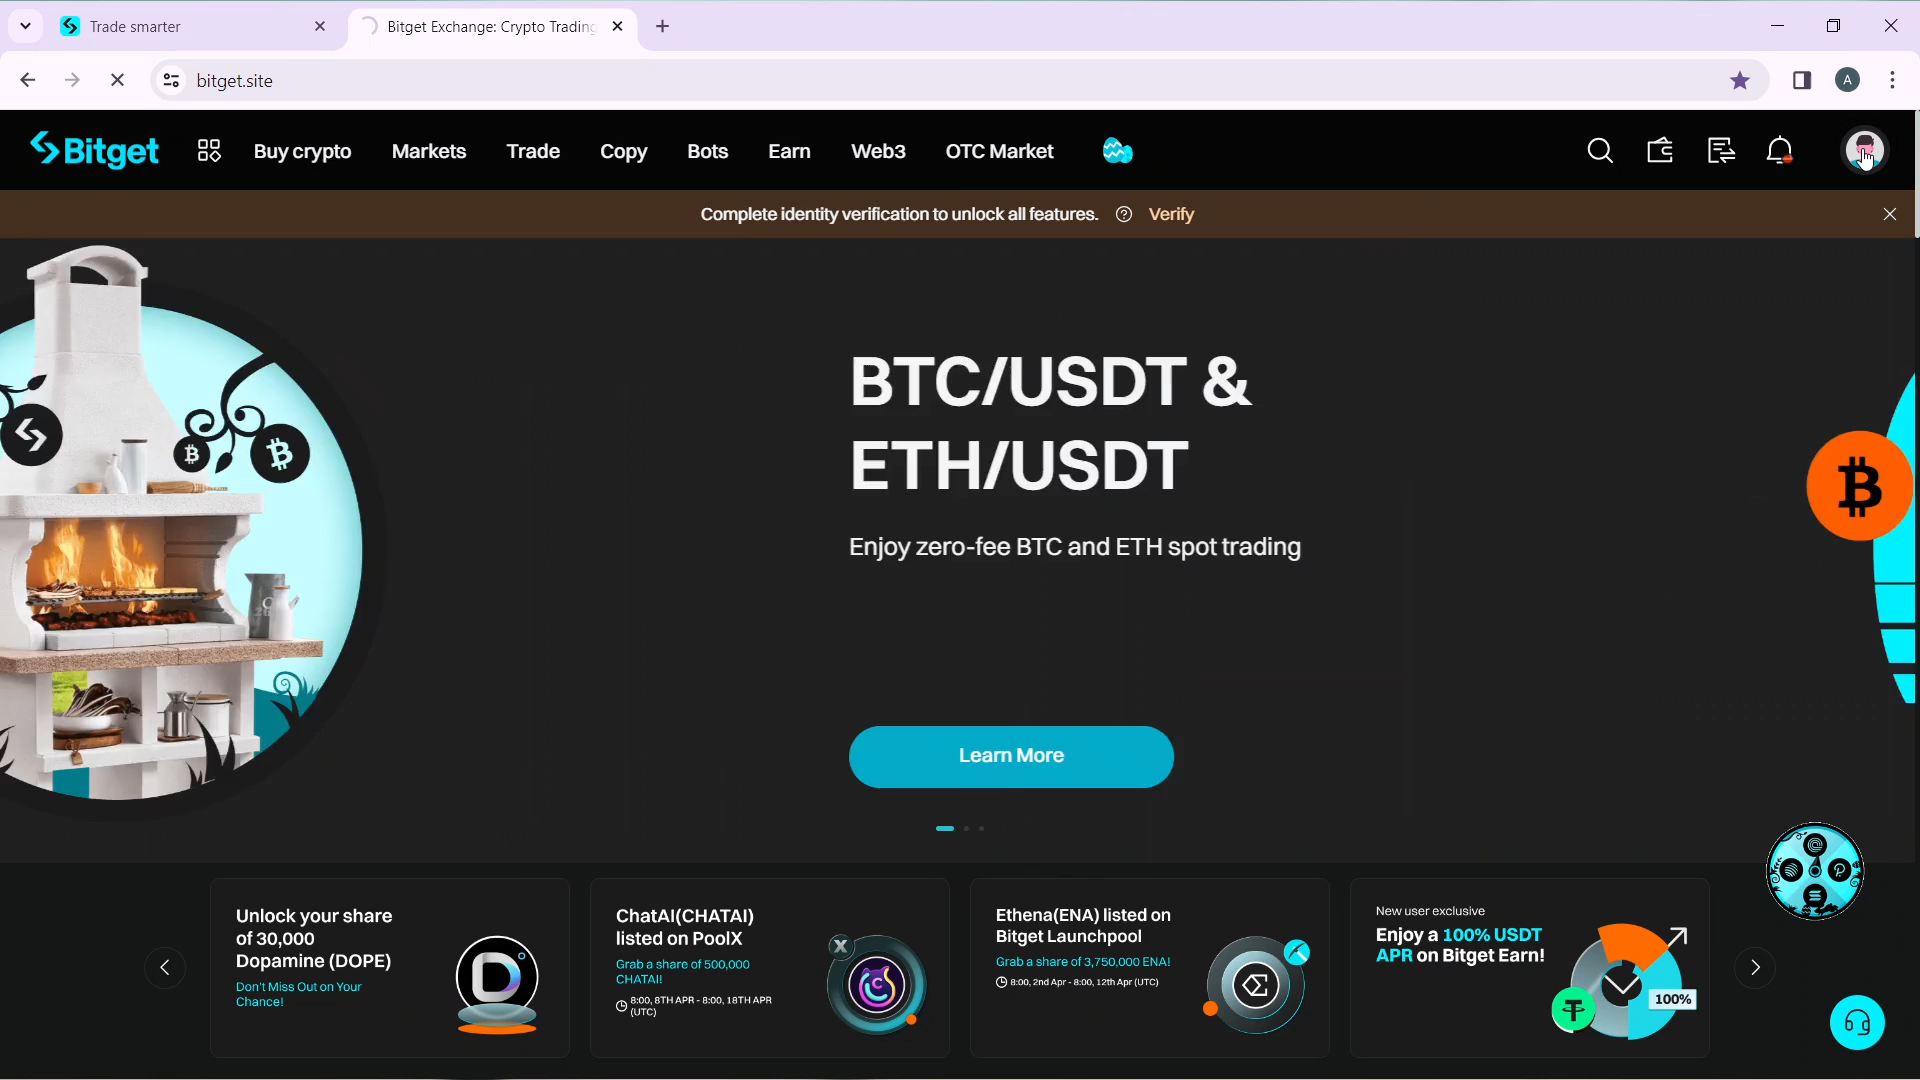 Trade smarter
Bitget Exchange: Crypto Trading
bitget.site
A
Bitget
Buy crypto
Markets
Trade
Copy
Bots
Earn
Web3
OTC Market
Complete identity verification to unlock all features.
Verify
BTC/USDT &
ETH/USDT
Enjoy zero-fee BTC and ETH spot trading
Learn More
Unlock your share
of 30,000
Dopamine (DOPE)
Don't Miss Out on Your
Chance!
ChatAI(CHATAI)
listed on PoolX
Grab a share of 500,000
CHATAI!
8:00, 8TH APR - 8:00, 18TH APR
(UTC)
Ethena(ENA) listed on
Bitget Launchpool
Grab a share of 3,750,000 ENA!
8:00, 2nd Apr - 8:00, 12th Apr (UTC)
New user exclusive
Enjoy a 100% USDT
APR on Bitget Earn!
100%